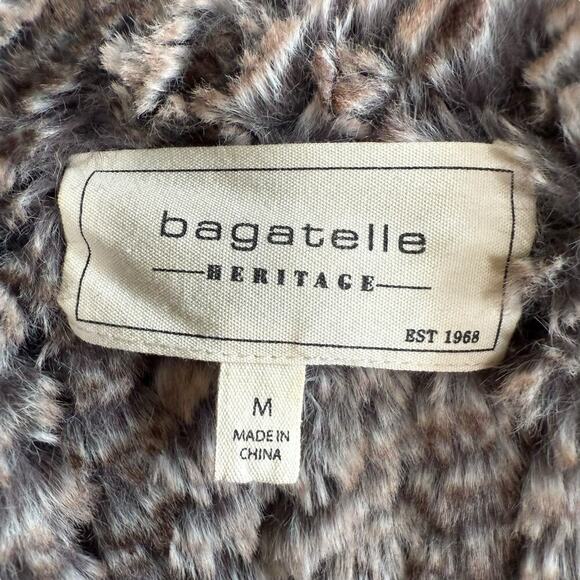 bagatelle
HERITAGE
EST 1968
M
MADE IN
CHINA